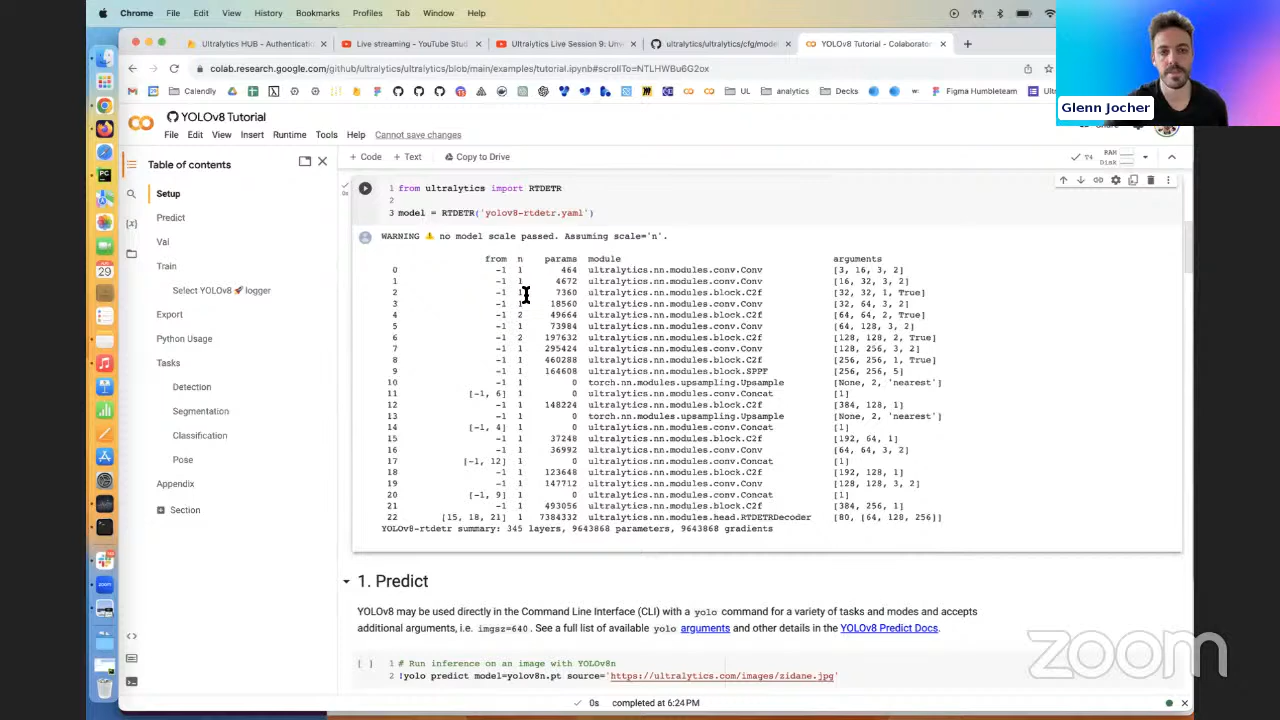 Chrome File Edit View History Bookmarks Profiles Tab Window Help
Ultralytics HUB - Authenticati
Live streaming - YouTube Stud
Ultralytics Live Session 9: Unv
ultralytics/ultralytics/cfg/mode
YOLOv8 Tutorial - Collaborator
colab.research.google.com/github/ultralytics/ultralytics/blob/main/examples/tutorial.ipynb#scrollTo=NTLHWBu6G2ox
Calendly UL analytics Decks Figma Humbleteam Ul
Glenn Jocher
YOLOv8 Tutorial
File Edit View Insert Runtime Tools Help Cannot save changes
Share
Table of contents
+ Code + Text Copy to Drive
T4 RAM Disk
Setup
Predict
Val
Train
Select YOLOv8 🚀 logger
Export
Python Usage
Tasks
Detection
Segmentation
Classification
Pose
Appendix
Section
0s
1 from ultralytics import RTDETR
2
3 model = RTDETR('yolov8-rtdetr.yaml')
WARNING ⚠️ no model scale passed. Assuming scale='n'.
from n params module arguments
0 -1 1 464 ultralytics.nn.modules.conv.Conv [3, 16, 3, 2]
1 -1 1 4672 ultralytics.nn.modules.conv.Conv [16, 32, 3, 2]
2 -1 1 7360 ultralytics.nn.modules.block.C2f [32, 32, 1, True]
3 -1 1 18560 ultralytics.nn.modules.conv.Conv [32, 64, 3, 2]
4 -1 2 49664 ultralytics.nn.modules.block.C2f [64, 64, 2, True]
5 -1 1 73984 ultralytics.nn.modules.conv.Conv [64, 128, 3, 2]
6 -1 2 197632 ultralytics.nn.modules.block.C2f [128, 128, 2, True]
7 -1 1 295424 ultralytics.nn.modules.conv.Conv [128, 256, 3, 2]
8 -1 1 460288 ultralytics.nn.modules.block.C2f [256, 256, 1, True]
9 -1 1 164608 ultralytics.nn.modules.block.SPPF [256, 256, 5]
10 -1 1 0 torch.nn.modules.upsampling.Upsample [None, 2, 'nearest']
11 [-1, 6] 1 0 ultralytics.nn.modules.conv.Concat [1]
12 -1 1 148224 ultralytics.nn.modules.block.C2f [384, 128, 1]
13 -1 1 0 torch.nn.modules.upsampling.Upsample [None, 2, 'nearest']
14 [-1, 4] 1 0 ultralytics.nn.modules.conv.Concat [1]
15 -1 1 37248 ultralytics.nn.modules.block.C2f [192, 64, 1]
16 -1 1 36992 ultralytics.nn.modules.conv.Conv [64, 64, 3, 2]
17 [-1, 12] 1 0 ultralytics.nn.modules.conv.Concat [1]
18 -1 1 123648 ultralytics.nn.modules.block.C2f [192, 128, 1]
19 -1 1 147712 ultralytics.nn.modules.conv.Conv [128, 128, 3, 2]
20 [-1, 9] 1 0 ultralytics.nn.modules.conv.Concat [1]
21 -1 1 493056 ultralytics.nn.modules.block.C2f [384, 256, 1]
22 [15, 18, 21] 1 7384332 ultralytics.nn.modules.head.RTDETRDecoder [80, [64, 128, 256]]
YOLOv8-rtdetr summary: 345 layers, 9643868 parameters, 9643868 gradients
1. Predict
YOLOv8 may be used directly in the Command Line Interface (CLI) with a yolo command for a variety of tasks and modes and accepts
additional arguments, i.e. imgsz=640. See a full list of available yolo arguments and other details in the YOLOv8 Predict Docs.
[ ] 1 # Run inference on an image with YOLOv8n
2 !yolo predict model=yolov8n.pt source='https://ultralytics.com/images/zidane.jpg'
zoom
0s completed at 6:24PM